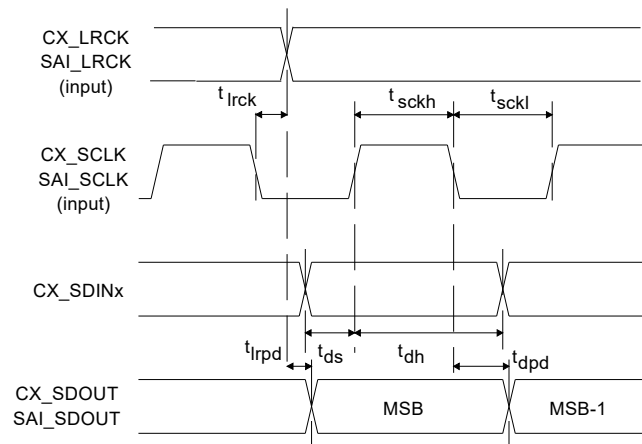 CX_LRCK
SAI_LRCK
(input)
t lrck
t sckh
t sckl
CX_SCLK
SAI_SCLK
(input)
CX_SDINx
t lrpd
t ds
t dh
t dpd
CX_SDOUT
SAI_SDOUT
MSB
MSB-1